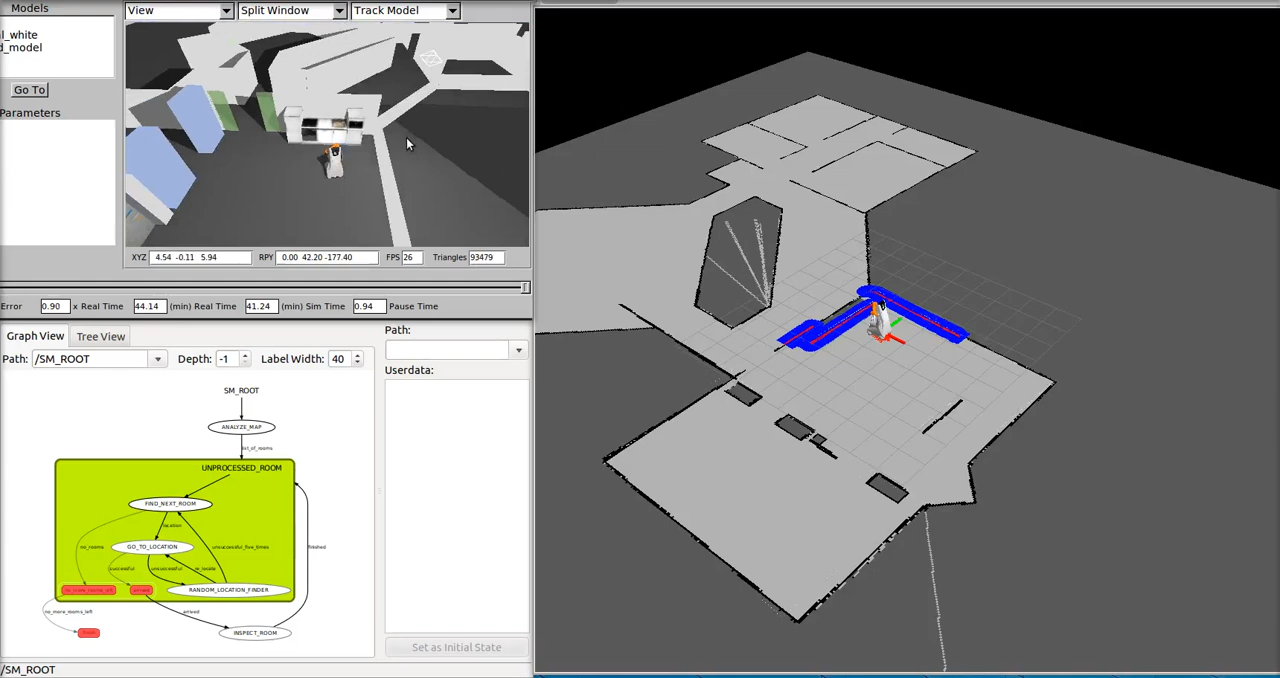 Models
View
Split Window
Track Model
l_white
d_model
Go To
Parameters
XYZ 4.54 -0.11 5.94 RPY 0.00 42.20 -177.40 FPS 26 Triangles 93479
Error 0.90 x Real Time 44.14 (min) Real Time 41.24 (min) Sim Time 0.94 Pause Time
Graph View Tree View
Path: /SM_ROOT Depth: -1 Label Width: 40
Path:
Userdata:
SM_ROOT
ANALYZE_MAP
list_of_rooms
UNPROCESSED_ROOM
FIND_NEXT_ROOM
location
no_rooms
GO_TO_LOCATION
unsuccessful_five_times
finished
successful
unsuccessful
re_locate
no_more_rooms_left
arrived
RANDOM_LOCATION_FINDER
no_more_rooms_left
arrived
INSPECT_ROOM
Set as Initial State
/SM_ROOT